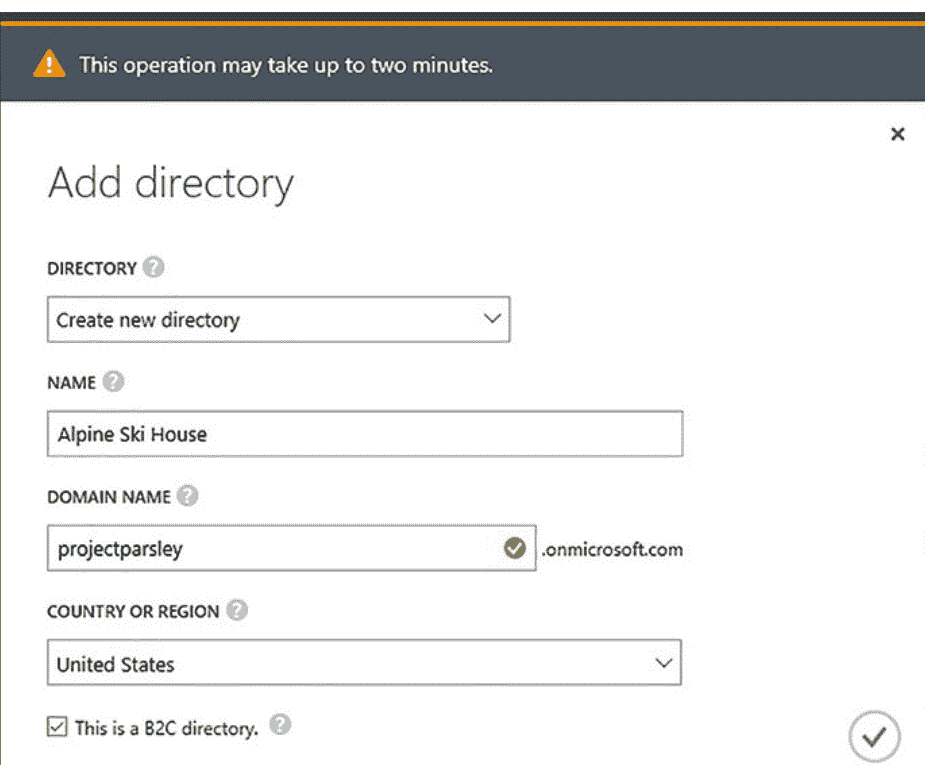 This operation may take up to two minutes.
Add directory
DIRECTORY ?
Create new directory
NAME ?
Alpine Ski House
DOMAIN NAME ?
projectparsley .onmicrosoft.com
COUNTRY OR REGION ?
United States
This is a B2C directory. ?